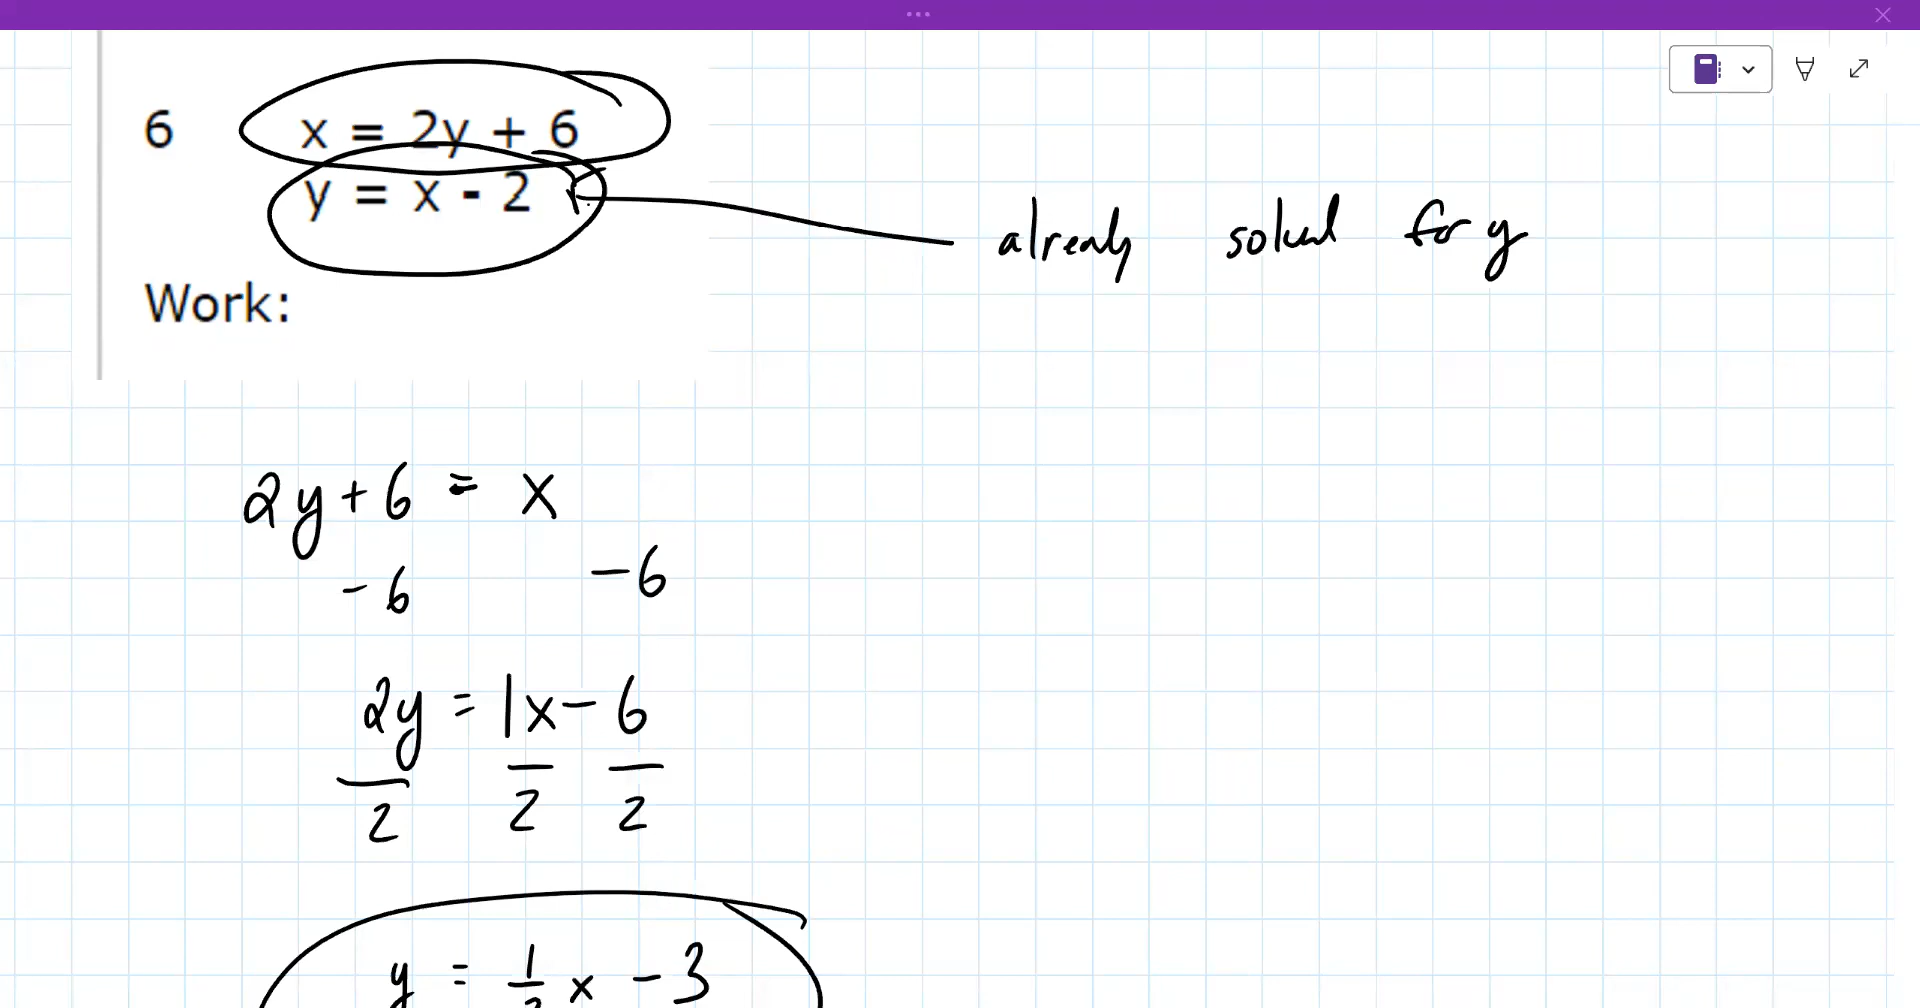 6 x = 2y + 6
y = x - 2
already solved for y
Work:
2y + 6 = x
- 6 - 6
2y = 1x - 6
2 2 2
y = 1/2 x - 3